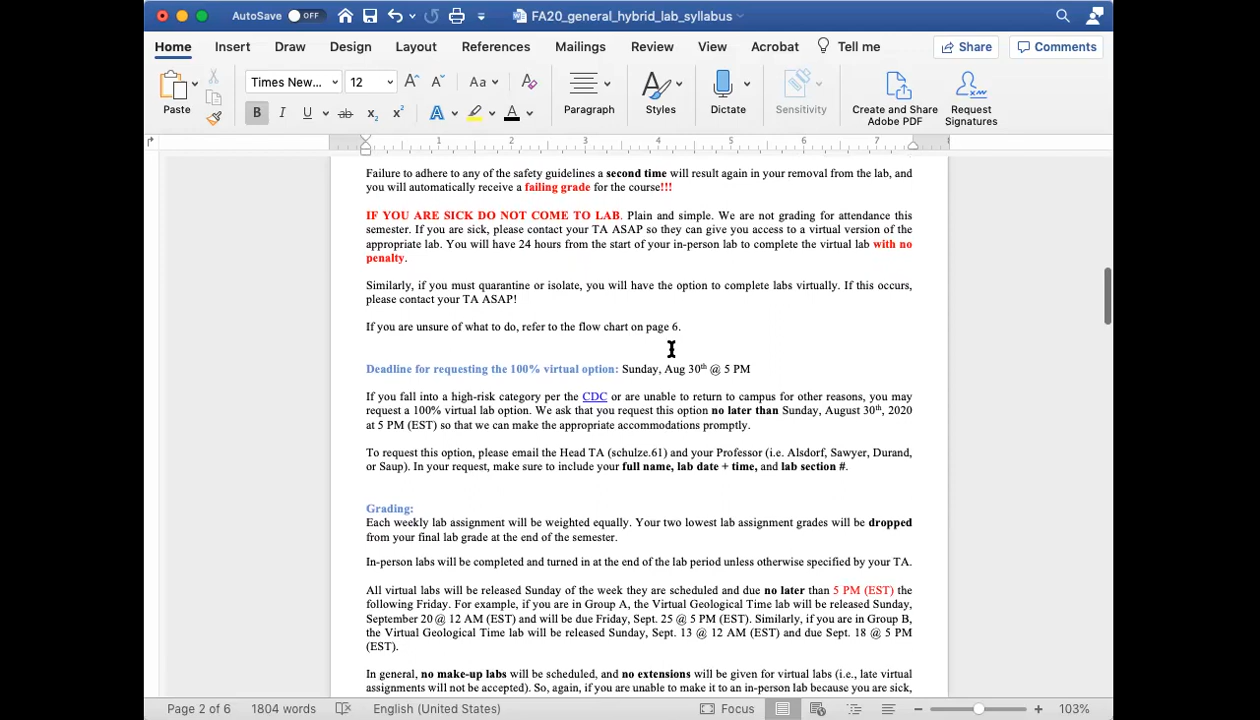 AutoSave OFF FA20_general_hybrid_lab_syllabus
Home Insert Draw Design Layout References Mailings Review View Acrobat Tell me Share Comments
Times New... 12 Aa
Paste B I U ab x₂ x² A A Paragraph Styles Dictate Sensitivity Create and Share Adobe PDF Request Signatures
1 2 3 4 5 6 7
Failure to adhere to any of the safety guidelines a second time will result again in your removal from the lab, and
you will automatically receive a failing grade for the course!!!
IF YOU ARE SICK DO NOT COME TO LAB. Plain and simple. We are not grading for attendance this
semester. If you are sick, please contact your TA ASAP so they can give you access to a virtual version of the
appropriate lab. You will have 24 hours from the start of your in-person lab to complete the virtual lab with no
penalty.
Similarly, if you must quarantine or isolate, you will have the option to complete labs virtually. If this occurs,
please contact your TA ASAP!
If you are unsure of what to do, refer to the flow chart on page 6.
Deadline for requesting the 100% virtual option: Sunday, Aug 30th @ 5 PM
If you fall into a high-risk category per the CDC or are unable to return to campus for other reasons, you may
request a 100% virtual lab option. We ask that you request this option no later than Sunday, August 30th, 2020
at 5 PM (EST) so that we can make the appropriate accommodations promptly.
To request this option, please email the Head TA (schulze.61) and your Professor (i.e. Alsdorf, Sawyer, Durand,
or Saup). In your request, make sure to include your full name, lab date + time, and lab section #.
Grading:
Each weekly lab assignment will be weighted equally. Your two lowest lab assignment grades will be dropped
from your final lab grade at the end of the semester.
In-person labs will be completed and turned in at the end of the lab period unless otherwise specified by your TA.
All virtual labs will be released Sunday of the week they are scheduled and due no later than 5 PM (EST) the
following Friday. For example, if you are in Group A, the Virtual Geological Time lab will be released Sunday,
September 20 @ 12 AM (EST) and will be due Friday, Sept. 25 @ 5 PM (EST). Similarly, if you are in Group B,
the Virtual Geological Time lab will be released Sunday, Sept. 13 @ 12 AM (EST) and due Sept. 18 @ 5 PM
(EST).
In general, no make-up labs will be scheduled, and no extensions will be given for virtual labs (i.e., late virtual
assignments will not be accepted). So, again, if you are unable to make it to an in-person lab because you are sick,
Page 2 of 6 1804 words English (United States) Focus 103%